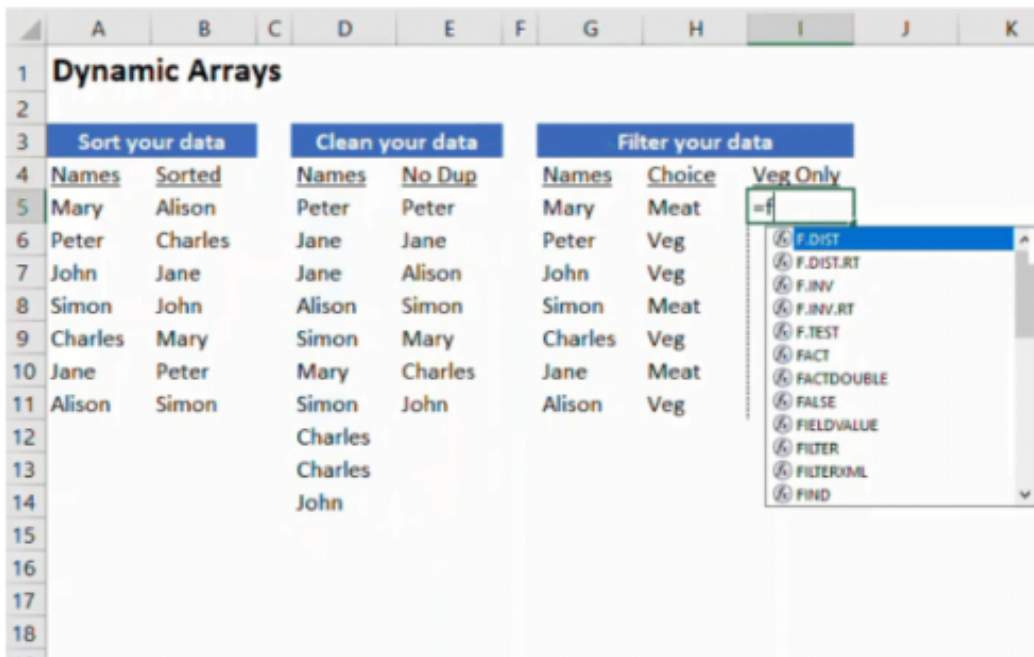 A B C D E F G H I J K
1 Dynamic Arrays
2
3 Sort your data Clean your data Filter your data
4 Names Sorted Names No Dup Names Choice Veg Only
5 Mary Alison Peter Peter Mary Meat =f
6 Peter Charles Jane Jane Peter Veg F.DIST
F.DIST.RT
7 John Jane Jane Alison John Veg F.INV
8 Simon John Alison Simon Simon Meat F.INV.RT
F.TEST
9 Charles Mary Simon Mary Charles Veg FACT
10 Jane Peter Mary Charles Jane Meat FACTDOUBLE
11 Alison Simon Simon John Alison Veg FALSE
FIELDVALUE
12 Charles FILTER
13 Charles FILTERXML
14 John FIND
15
16
17
18